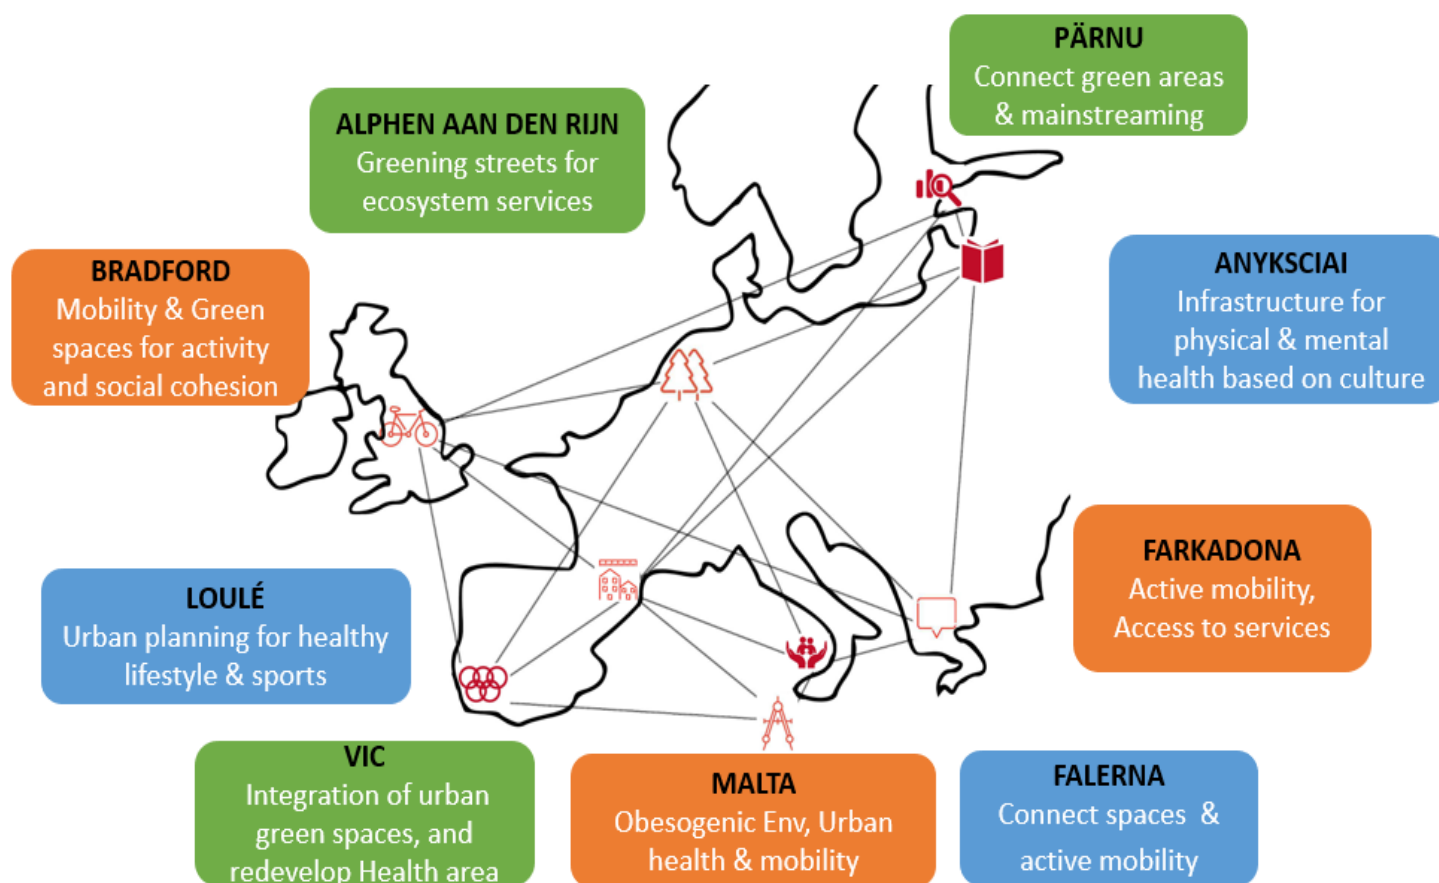 PÄRNU
Connect green areas
& mainstreaming
ALPHEN AAN DEN RIJN
Greening streets for
ecosystem services
BRADFORD
Mobility & Green
spaces for activity
and social cohesion
ANYKSCIAI
Infrastructure for
physical & mental
health based on culture
FARKADONA
Active mobility,
Access to services
LOULÉ
Urban planning for healthy
lifestyle & sports
VIC
Integration of urban
green spaces, and
redevelop Health area
MALTA
Obesogenic Env, Urban
health & mobility
FALERNA
Connect spaces &
active mobility